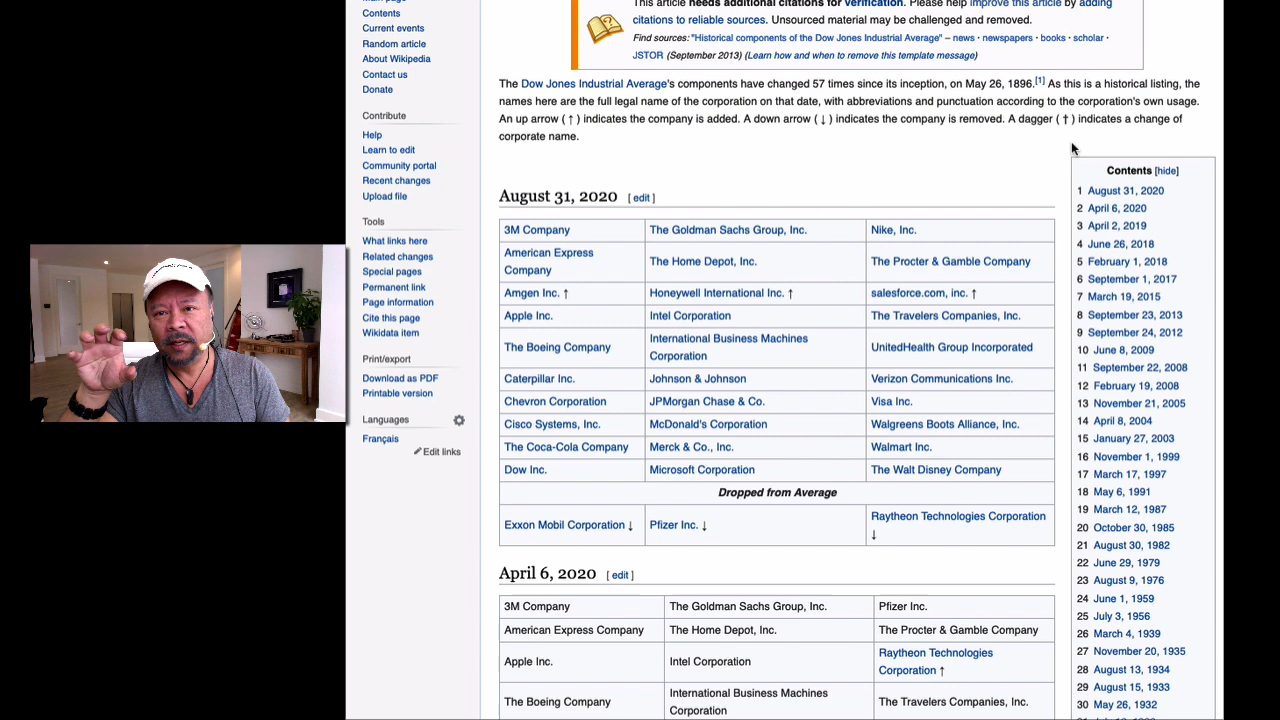 Contents
Current events
Random article
About Wikipedia
Contact us
Donate
Contribute
Help
Learn to edit
Community portal
Recent changes
Upload file
Tools
What links here
Related changes
Special pages
Permanent link
Page information
Cite this page
Wikidata item
Print/export
Download as PDF
Printable version
Languages
Français
Edit links
This article needs additional citations for verification. Please help improve this article by adding
citations to reliable sources. Unsourced material may be challenged and removed.
Find sources: "Historical components of the Dow Jones Industrial Average" – news · newspapers · books · scholar ·
JSTOR (September 2013) (Learn how and when to remove this template message)
The Dow Jones Industrial Average's components have changed 57 times since its inception, on May 26, 1896.[1] As this is a historical listing, the
names here are the full legal name of the corporation on that date, with abbreviations and punctuation according to the corporation's own usage.
An up arrow ( ↑ ) indicates the company is added. A down arrow ( ↓ ) indicates the company is removed. A dagger ( † ) indicates a change of
corporate name.
August 31, 2020 [ edit ]
3M Company The Goldman Sachs Group, Inc. Nike, Inc.
American Express
Company The Home Depot, Inc. The Procter & Gamble Company
Amgen Inc. ↑ Honeywell International Inc. ↑ salesforce.com, inc. ↑
Apple Inc. Intel Corporation The Travelers Companies, Inc.
The Boeing Company International Business Machines
Corporation UnitedHealth Group Incorporated
Caterpillar Inc. Johnson & Johnson Verizon Communications Inc.
Chevron Corporation JPMorgan Chase & Co. Visa Inc.
Cisco Systems, Inc. McDonald's Corporation Walgreens Boots Alliance, Inc.
The Coca-Cola Company Merck & Co., Inc. Walmart Inc.
Dow Inc. Microsoft Corporation The Walt Disney Company
Dropped from Average
Exxon Mobil Corporation ↓ Pfizer Inc. ↓ Raytheon Technologies Corporation
↓
April 6, 2020 [ edit ]
3M Company The Goldman Sachs Group, Inc. Pfizer Inc.
American Express Company The Home Depot, Inc. The Procter & Gamble Company
Apple Inc. Intel Corporation Raytheon Technologies
Corporation ↑
The Boeing Company International Business Machines
Corporation The Travelers Companies, Inc.
Contents [hide]
1 August 31, 2020
2 April 6, 2020
3 April 2, 2019
4 June 26, 2018
5 February 1, 2018
6 September 1, 2017
7 March 19, 2015
8 September 23, 2013
9 September 24, 2012
10 June 8, 2009
11 September 22, 2008
12 February 19, 2008
13 November 21, 2005
14 April 8, 2004
15 January 27, 2003
16 November 1, 1999
17 March 17, 1997
18 May 6, 1991
19 March 12, 1987
20 October 30, 1985
21 August 30, 1982
22 June 29, 1979
23 August 9, 1976
24 June 1, 1959
25 July 3, 1956
26 March 4, 1939
27 November 20, 1935
28 August 13, 1934
29 August 15, 1933
30 May 26, 1932